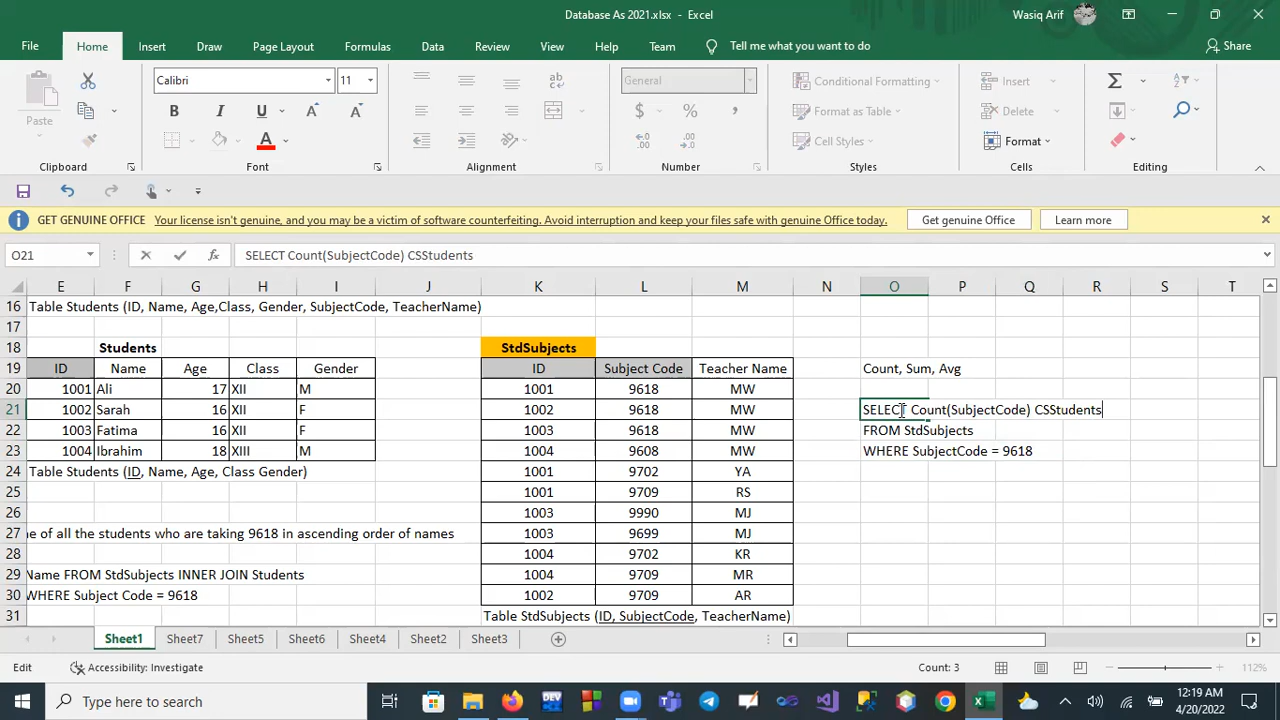 Database As 2021.xlsx - Excel
Wasiq Arif
File Home Insert Draw Page Layout Formulas Data Review View Help Team Tell me what you want to do Share
Calibri 11 General Conditional Formatting Insert
Paste Format as Table Delete
B I U A $ % , Cell Styles Format
Clipboard Font Alignment Number Styles Cells Editing
GET GENUINE OFFICE Your license isn't genuine, and you may be a victim of software counterfeiting. Avoid interruption and keep your files safe with genuine Office today. Get genuine Office Learn more
O21 fx SELECT Count(SubjectCode) CSStudents
E F G H I J K L M N O P Q R S T
16 Table Students (ID, Name, Age,Class, Gender, SubjectCode, TeacherName)
17
18 Students StdSubjects
19 ID Name Age Class Gender ID Subject Code Teacher Name Count, Sum, Avg
20 1001 Ali 17 XII M 1001 9618 MW
21 1002 Sarah 16 XII F 1002 9618 MW SELECT Count(SubjectCode) CSStudents
22 1003 Fatima 16 XII F 1003 9618 MW FROM StdSubjects
23 1004 Ibrahim 18 XIII M 1004 9608 MW WHERE SubjectCode = 9618
24 Table Students (ID, Name, Age, Class Gender) 1001 9702 YA
25 1001 9709 RS
26 1003 9990 MJ
27 ne of all the students who are taking 9618 in ascending order of names 1003 9699 MJ
28 1004 9702 KR
29 Name FROM StdSubjects INNER JOIN Students 1004 9709 MR
30 WHERE Subject Code = 9618 1002 9709 AR
31 Table StdSubjects (ID, SubjectCode, TeacherName)
Sheet1 Sheet7 Sheet5 Sheet6 Sheet4 Sheet2 Sheet3
Edit Accessibility: Investigate Count: 3 112%
Type here to search
12:19 AM
4/20/2022